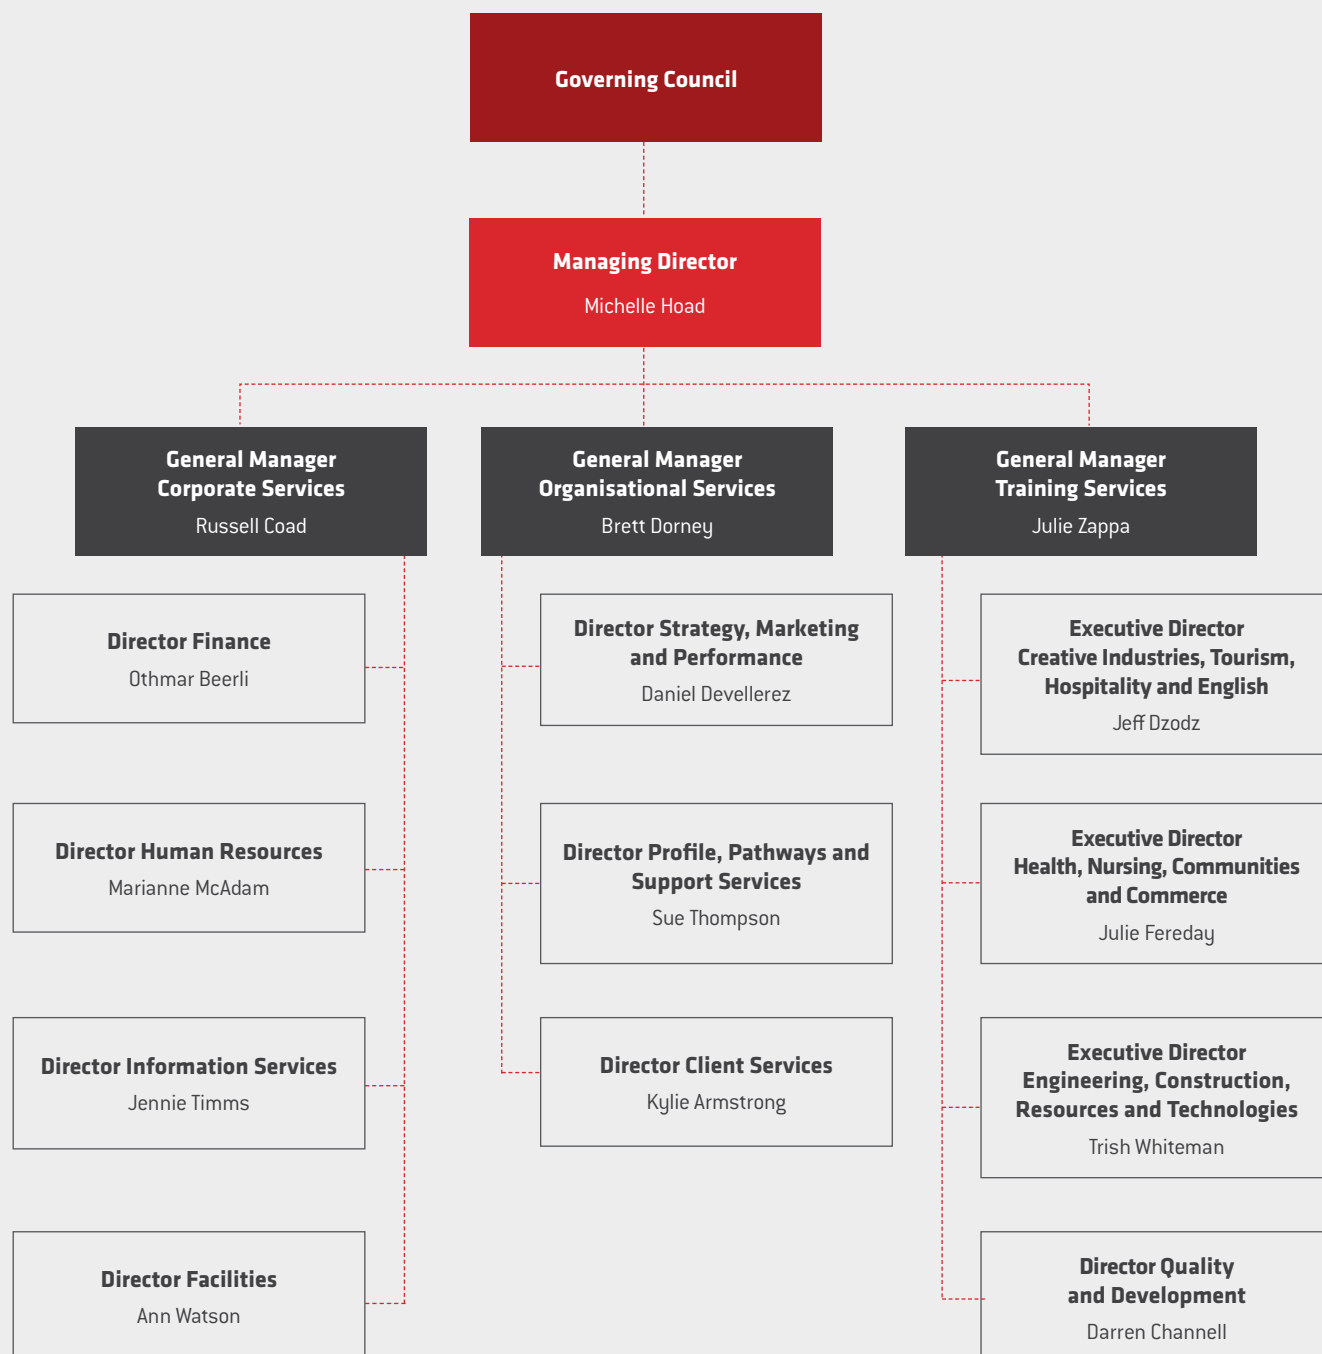 Governing Council
Managing Director
Michelle Hoad
General Manager
Corporate Services
Russell Coad
General Manager
Organisational Services
Brett Dorney
General Manager
Training Services
Julie Zappa
Director Finance
Othmar Beerli
Director Human Resources
Marianne McAdam
Director Information Services
Jennie Timms
Director Facilities
Ann Watson
Director Strategy, Marketing
and Performance
Daniel Devellerez
Director Profile, Pathways and
Support Services
Sue Thompson
Director Client Services
Kylie Armstrong
Executive Director
Creative Industries, Tourism,
Hospitality and English
Jeff Dzodz
Executive Director
Health, Nursing, Communities
and Commerce
Julie Fereday
Executive Director
Engineering, Construction,
Resources and Technologies
Trish Whiteman
Director Quality
and Development
Darren Channell